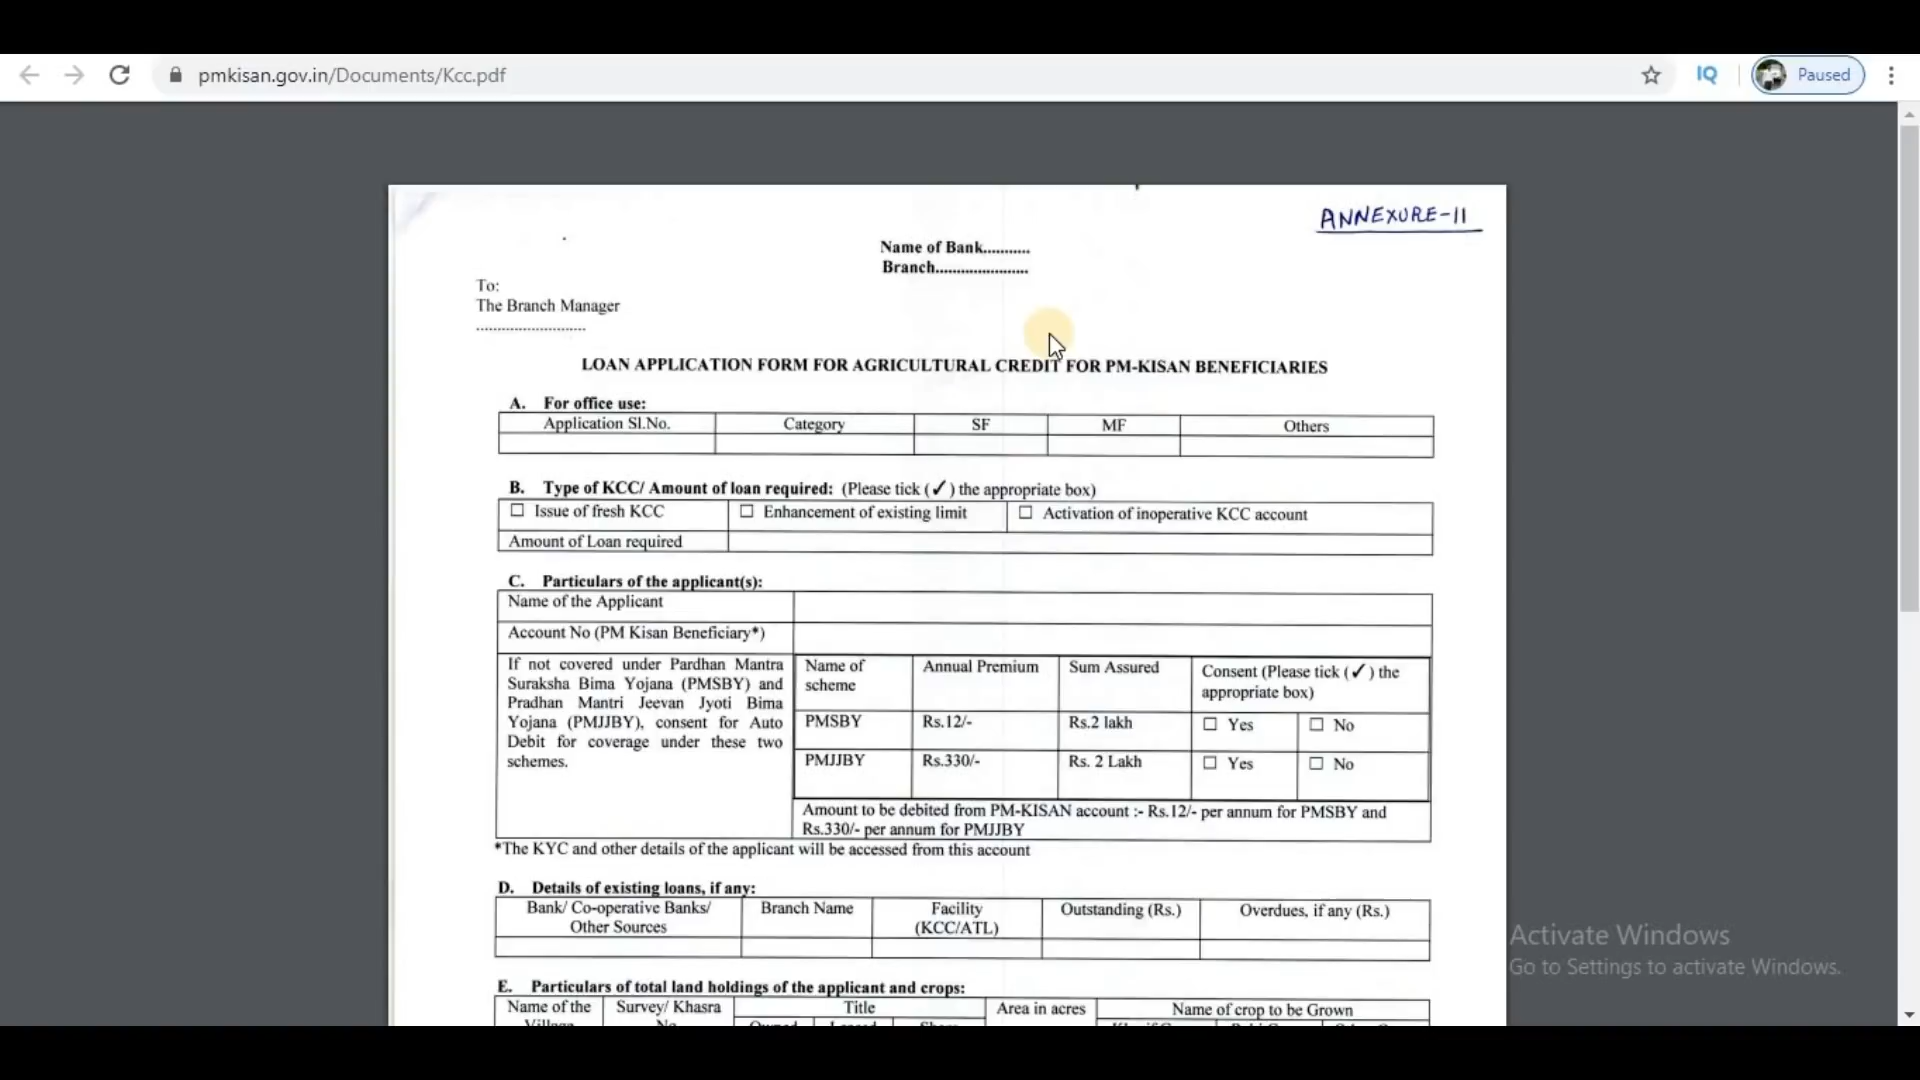 pmkisan.gov.in/Documents/Kcc.pdf
IQ
Paused
ANNEXURE-II
Name of Bank...........
Branch......................
To:
The Branch Manager
..........................
LOAN APPLICATION FORM FOR AGRICULTURAL CREDIT FOR PM-KISAN BENEFICIARIES
A. For office use:
Application Sl.No. Category SF MF Others
B. Type of KCC/ Amount of loan required: (Please tick (✓) the appropriate box)
☐ Issue of fresh KCC ☐ Enhancement of existing limit ☐ Activation of inoperative KCC account
Amount of Loan required
C. Particulars of the applicant(s):
Name of the Applicant
Account No (PM Kisan Beneficiary*)
If not covered under Pardhan Mantra
Suraksha Bima Yojana (PMSBY) and
Pradhan Mantri Jeevan Jyoti Bima
Yojana (PMJJBY), consent for Auto
Debit for coverage under these two
schemes.
Name of scheme Annual Premium Sum Assured Consent (Please tick (✓) the appropriate box)
PMSBY Rs.12/- Rs.2 lakh ☐ Yes ☐ No
PMJJBY Rs.330/- Rs. 2 Lakh ☐ Yes ☐ No
Amount to be debited from PM-KISAN account :- Rs.12/- per annum for PMSBY and
Rs.330/- per annum for PMJJBY
*The KYC and other details of the applicant will be accessed from this account
D. Details of existing loans, if any:
Bank/ Co-operative Banks/ Other Sources Branch Name Facility (KCC/ATL) Outstanding (Rs.) Overdues, if any (Rs.)
E. Particulars of total land holdings of the applicant and crops:
Name of the Survey/ Khasra Title Area in acres Name of crop to be Grown
Activate Windows
Go to Settings to activate Windows.